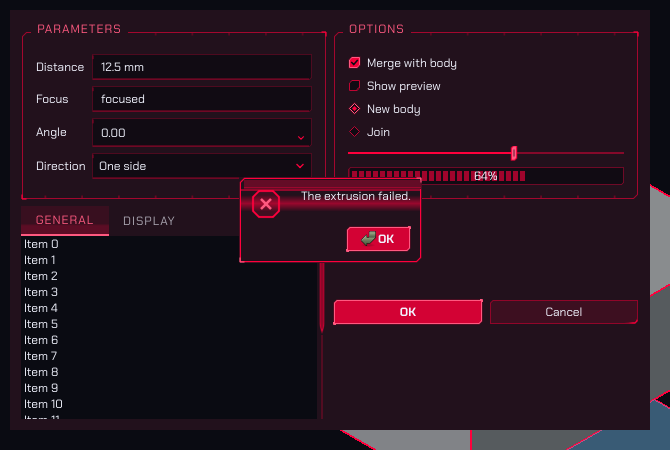 PARAMETERS
Distance 12.5 mm
Focus focused
Angle 0.00
Direction One side
OPTIONS
Merge with body
Show preview
New body
Join
64%
The extrusion failed.
OK
GENERAL DISPLAY
Item 0
Item 1
Item 2
Item 3
Item 4
Item 5
Item 6
Item 7
Item 8
Item 9
Item 10
Item 11
OK Cancel